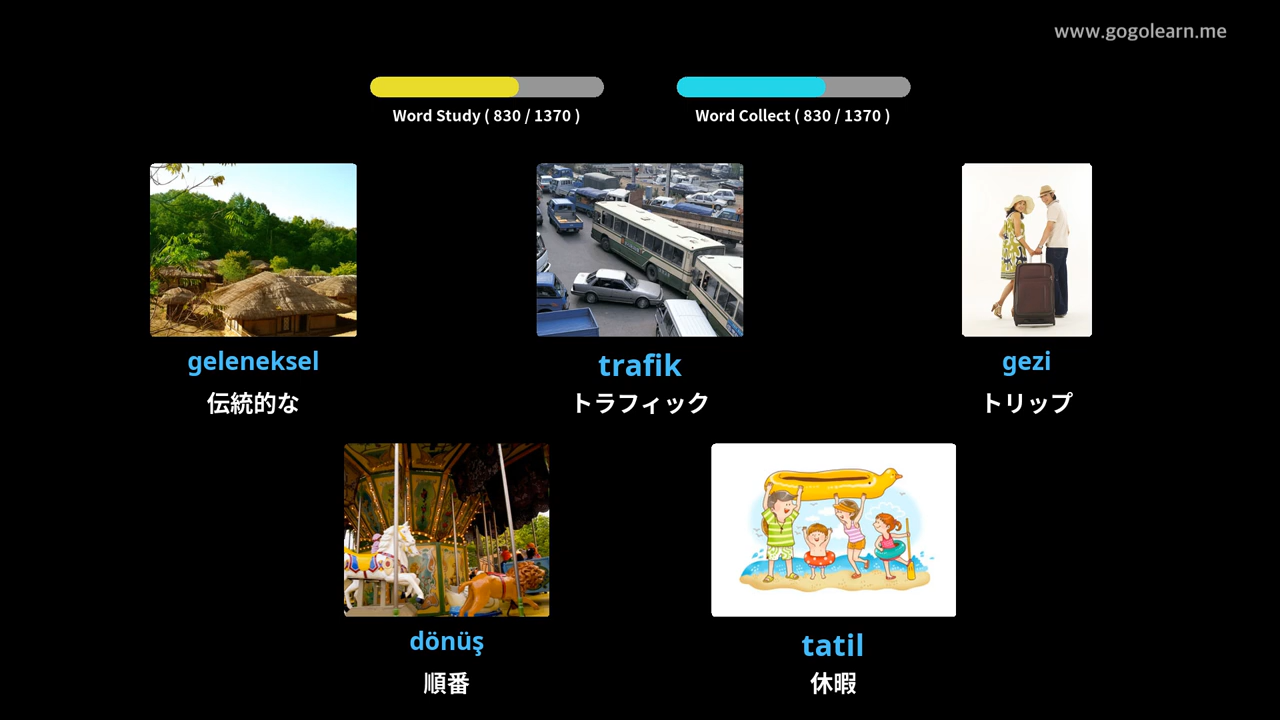 www.gogolearn.me
Word Study ( 830 / 1370 )
Word Collect ( 830 / 1370 )
geleneksel
伝統的な
trafik
トラフィック
gezi
トリップ
dönüş
順番
tatil
休暇